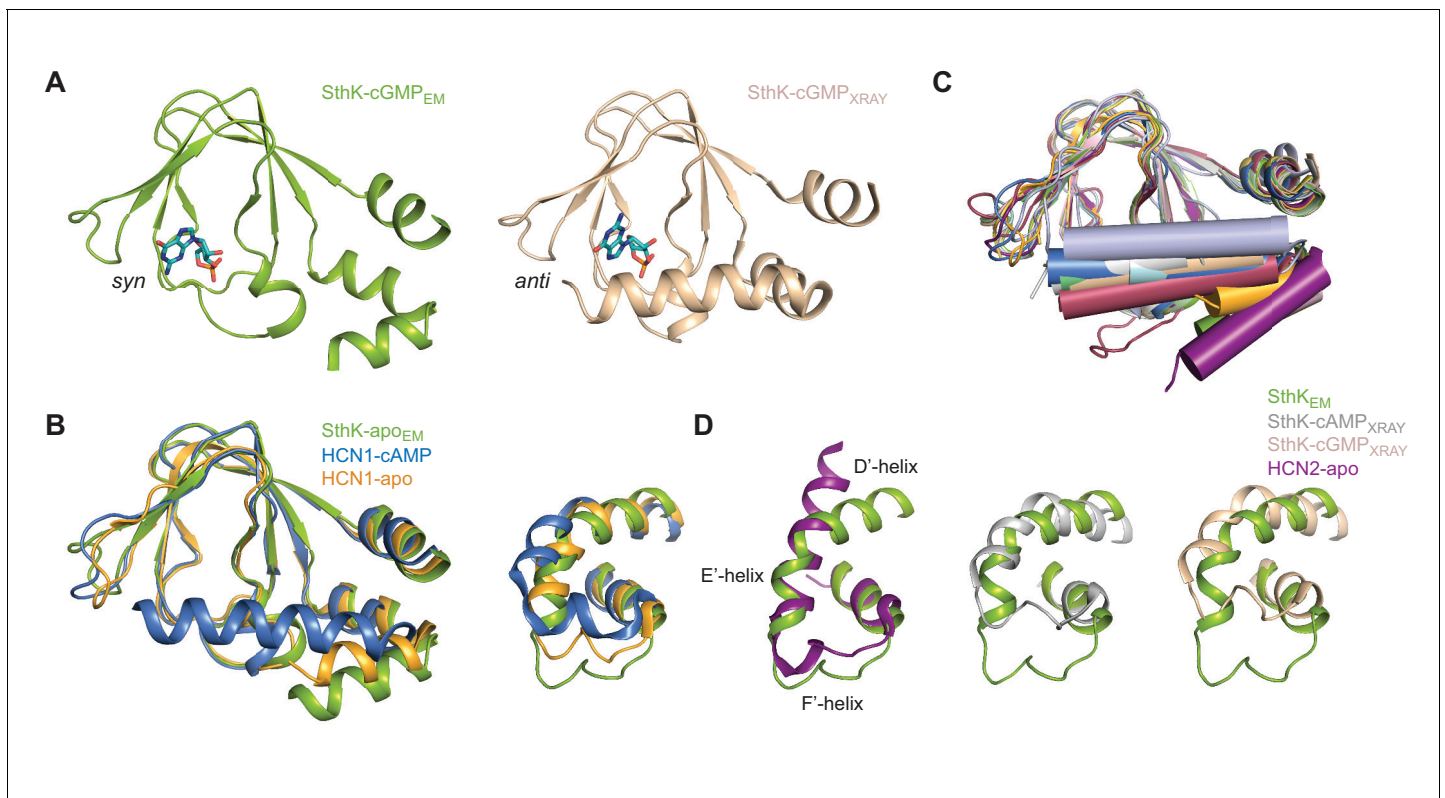 A
SthK-cGMPEM
syn
SthK-cGMPXRAY
anti
C
B
SthK-apoEM
HCN1-cAMP
HCN1-apo
D
D'-helix
E'-helix
F'-helix
SthKEM
SthK-cAMPXRAY
SthK-cGMPXRAY
HCN2-apo